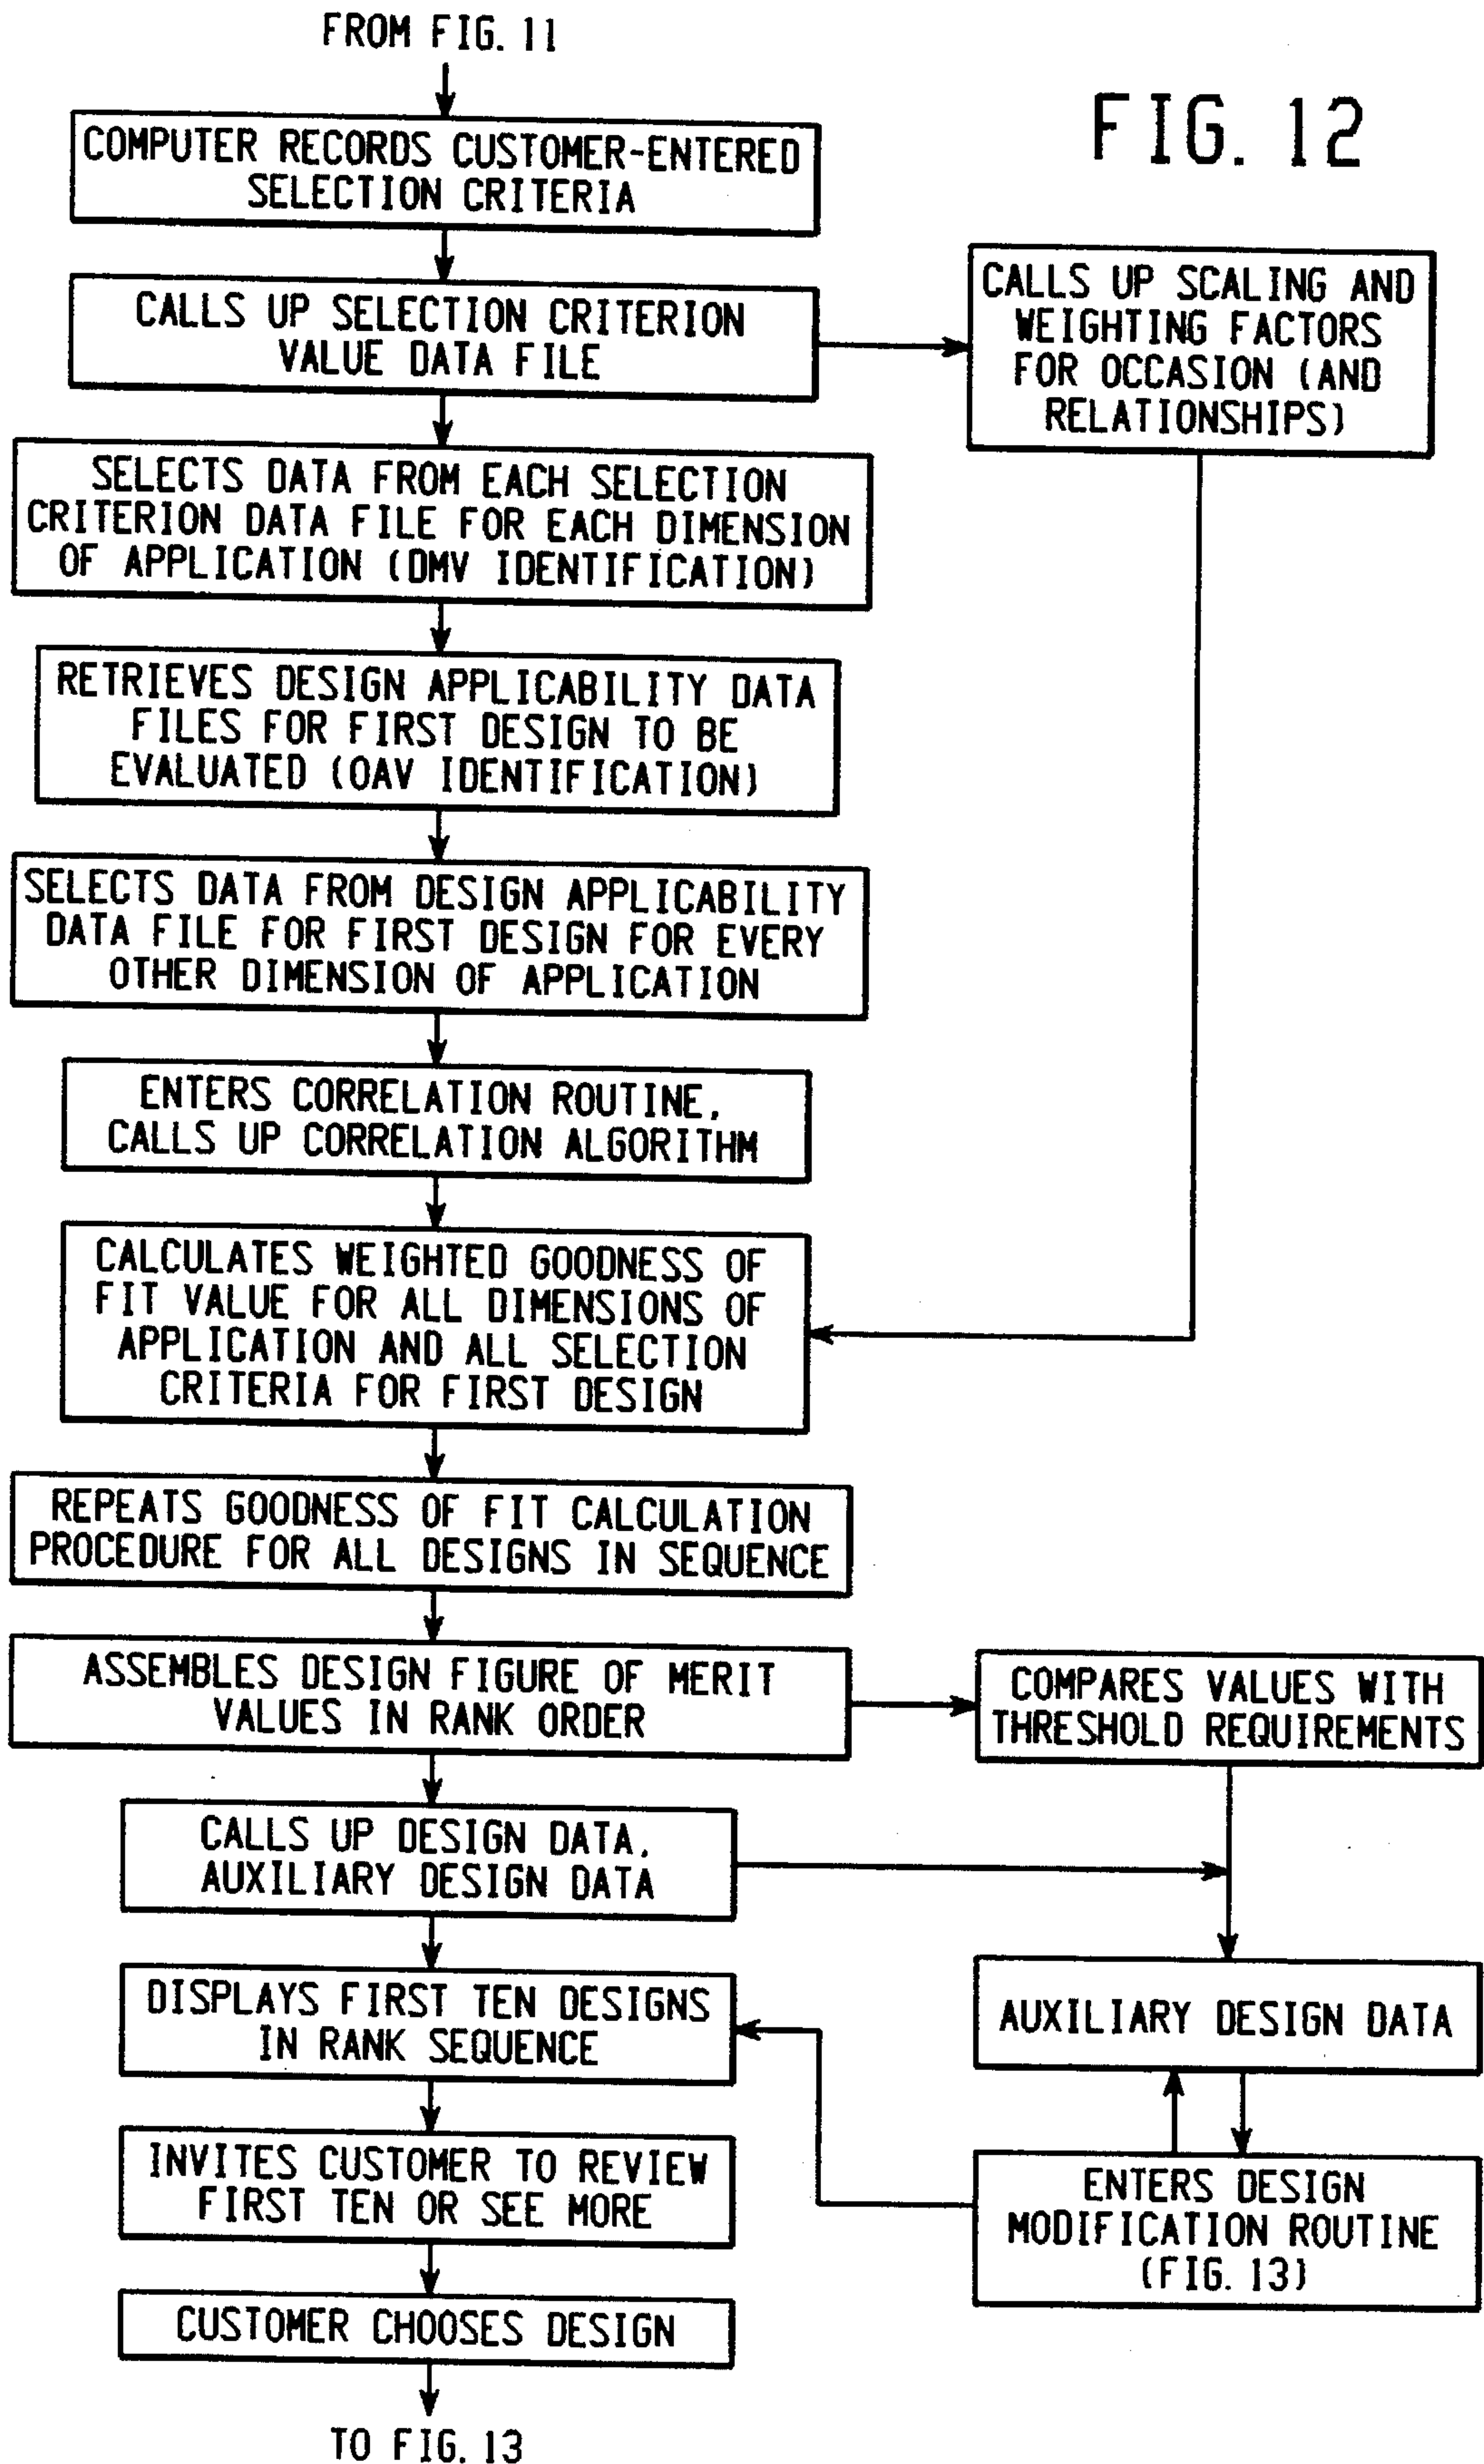 FROM FIG. 11
FIG. 12
COMPUTER RECORDS CUSTOMER-ENTERED
SELECTION CRITERIA
CALLS UP SELECTION CRITERION
VALUE DATA FILE
CALLS UP SCALING AND
WEIGHTING FACTORS
FOR OCCASION (AND
RELATIONSHIPS)
SELECTS DATA FROM EACH SELECTION
CRITERION DATA FILE FOR EACH DIMENSION
OF APPLICATION (DMV IDENTIFICATION)
RETRIEVES DESIGN APPLICABILITY DATA
FILES FOR FIRST DESIGN TO BE
EVALUATED (OAV IDENTIFICATION)
SELECTS DATA FROM DESIGN APPLICABILITY
DATA FILE FOR FIRST DESIGN FOR EVERY
OTHER DIMENSION OF APPLICATION
ENTERS CORRELATION ROUTINE,
CALLS UP CORRELATION ALGORITHM
CALCULATES WEIGHTED GOODNESS OF
FIT VALUE FOR ALL DIMENSIONS OF
APPLICATION AND ALL SELECTION
CRITERIA FOR FIRST DESIGN
REPEATS GOODNESS OF FIT CALCULATION
PROCEDURE FOR ALL DESIGNS IN SEQUENCE
ASSEMBLES DESIGN FIGURE OF MERIT
VALUES IN RANK ORDER
COMPARES VALUES WITH
THRESHOLD REQUIREMENTS
CALLS UP DESIGN DATA,
AUXILIARY DESIGN DATA
DISPLAYS FIRST TEN DESIGNS
IN RANK SEQUENCE
AUXILIARY DESIGN DATA
INVITES CUSTOMER TO REVIEW
FIRST TEN OR SEE MORE
ENTERS DESIGN
MODIFICATION ROUTINE
(FIG. 13)
CUSTOMER CHOOSES DESIGN
TO FIG. 13